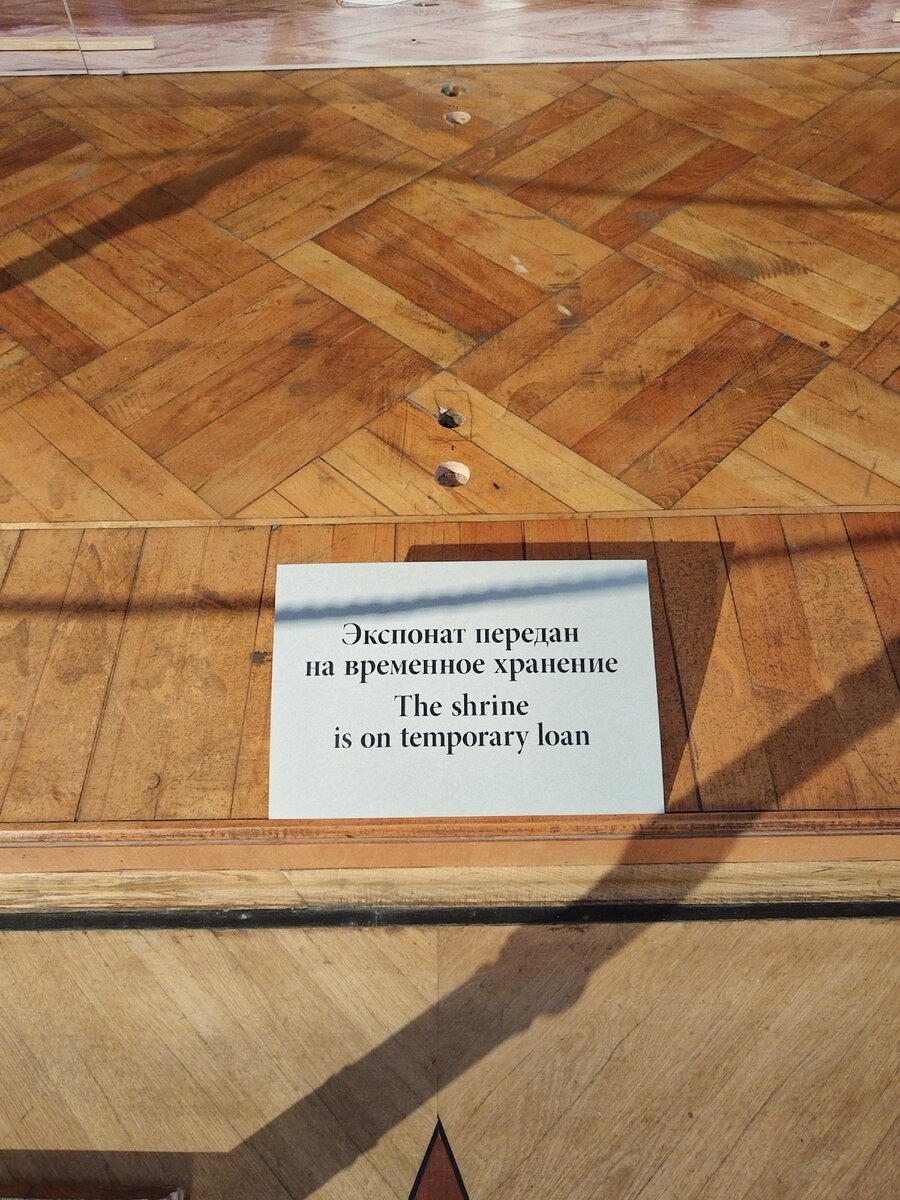 Экспонат передан
на временное хранение
The shrine
is on temporary loan